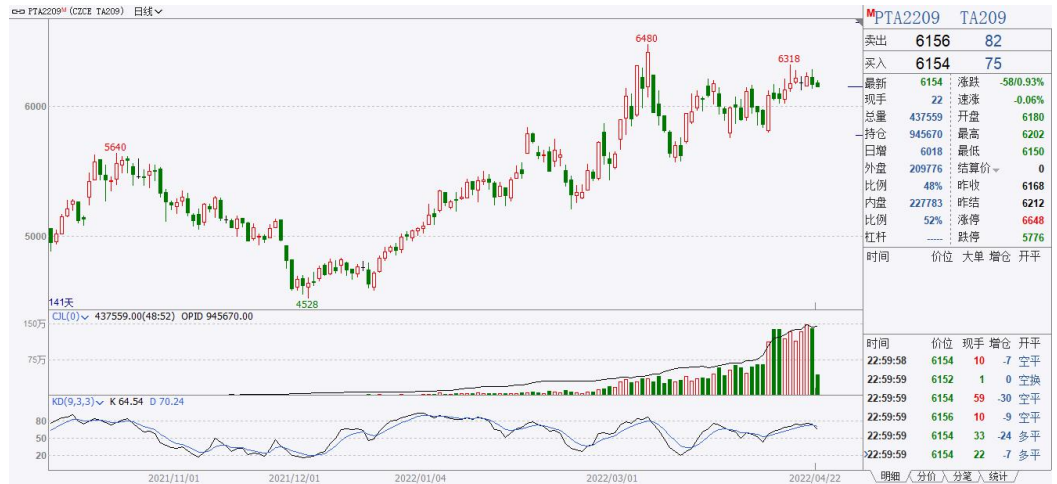 PTA2209M (CZCE TA209) 日线
6480
6318
6000
5640
5000
4528
141天
CJL(0) 437559.00(48:52) OPID 945670.00
150万
75万
KD(9,3,3) K 64.54 D 70.24
80
50
20
2021/11/01 2021/12/01 2022/01/04 2022/03/01 2022/04/22
MPTA2209 TA209
卖出 6156 82
买入 6154 75
最新 6154 涨跌 -58/0.93%
现手 22 速涨 -0.06%
总量 437559 开盘 6180
持仓 945670 最高 6202
日增 6018 最低 6150
外盘 209776 结算价 0
比例 48% 昨收 6168
内盘 227783 昨结 6212
比例 52% 涨停 6648
杠杆 ----- 跌停 5776
时间 价位 大单 增仓 开平
时间 价位 现手 增仓 开平
22:59:58 6154 10 -7 空平
22:59:59 6152 1 0 空换
22:59:59 6154 59 -30 空平
22:59:59 6156 10 -9 空平
22:59:59 6154 33 -24 多平
22:59:59 6154 22 -7 多平
明细 分价 分笔 统计